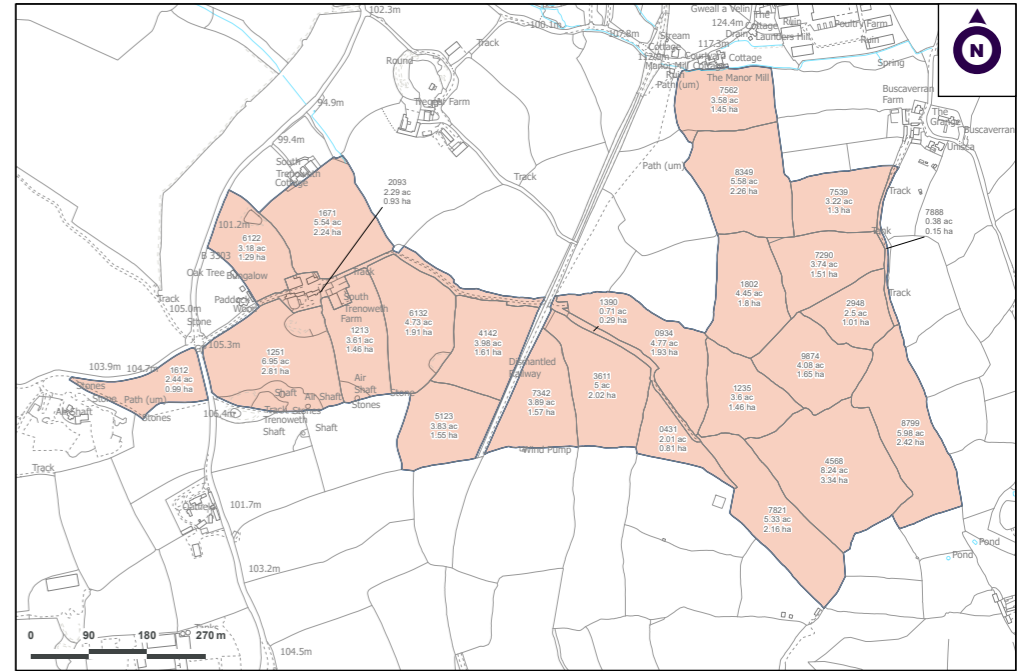 102.3m
100.1m
107.8m
Stream
Cottage
Gweall a Velin
124.4m
The
Cottage
Ruin
Poultry Farm
Drain
Launders Hill
Ruin
117.3m
Cottage
Manor Mill
Ruin
Path (um)
The Manor Mill
Spring
N
Track
Round
Tregear Farm
94.9m
99.4m
South
Trenoweth
Cottage
Track
Path (um)
Buscaverran
Farm
The
Grange
Buscaverran
Unisca
Track
Tank
Track
7562
3.58 ac
1.45 ha
8349
5.58 ac
2.26 ha
7539
3.22 ac
1.3 ha
7888
0.38 ac
0.15 ha
2093
2.29 ac
0.93 ha
1671
5.54 ac
2.24 ha
101.2m
6122
3.18 ac
1.29 ha
B 3303
Oak Tree
Bungalow
Track
Paddock
Wood
Track
105.0m
Stone
South
Trenoweth
Farm
105.3m
7290
3.74 ac
1.51 ha
1802
4.45 ac
1.8 ha
2948
2.5 ac
1.01 ha
1390
0.71 ac
0.29 ha
0934
4.77 ac
1.93 ha
6132
4.73 ac
1.91 ha
1213
3.61 ac
1.46 ha
4142
3.98 ac
1.61 ha
1251
6.95 ac
2.81 ha
Dismantled
Railway
9874
4.08 ac
1.65 ha
103.9m
104.7m
1612
2.44 ac
0.99 ha
Stones
Stone
Path (um)
Stones
Air Shaft
106.4m
Shaft
Air Shaft
Track
Stones
Trenoweth
Shaft
Shaft
Air
Shaft
Stones
Stone
7342
3.89 ac
1.57 ha
3611
5 ac
2.02 ha
1235
3.6 ac
1.46 ha
5123
3.83 ac
1.55 ha
0431
2.01 ac
0.81 ha
8799
5.98 ac
2.42 ha
Wind Pump
4568
8.24 ac
3.34 ha
Track
101.7m
7821
5.33 ac
2.16 ha
Pond
Pond
103.2m
Tanks
104.5m
0 90 180 270 m